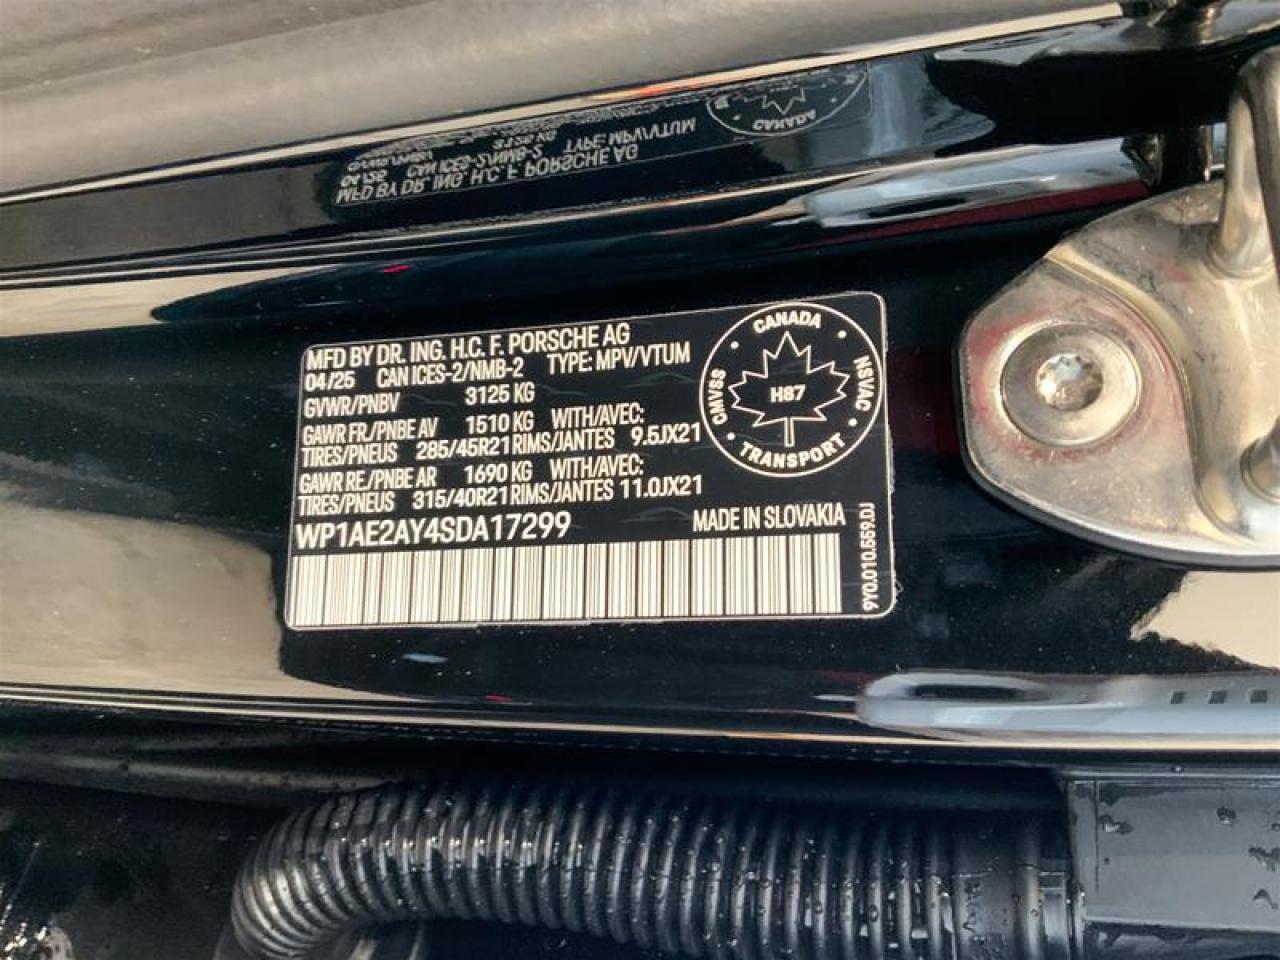 MFD BY DR. ING. H.C. F. PORSCHE AG
04/25 CAN ICES-2/NMB-2 TYPE: MPV/VTUM
GVWR/PNBV 3125 KG
GAWR FR./PNBE AV 1510 KG WITH/AVEC:
TIRES/PNEUS 285/45R21 RIMS/JANTES 9.5JX21
GAWR RE./PNBE AR 1690 KG WITH/AVEC:
TIRES/PNEUS 315/40R21 RIMS/JANTES 11.0JX21
WP1AE2AY4SDA17299 MADE IN SLOVAKIA
CANADA
CMVSS
H87
NSVAC
TRANSPORT
9Y0.010.559.DJ